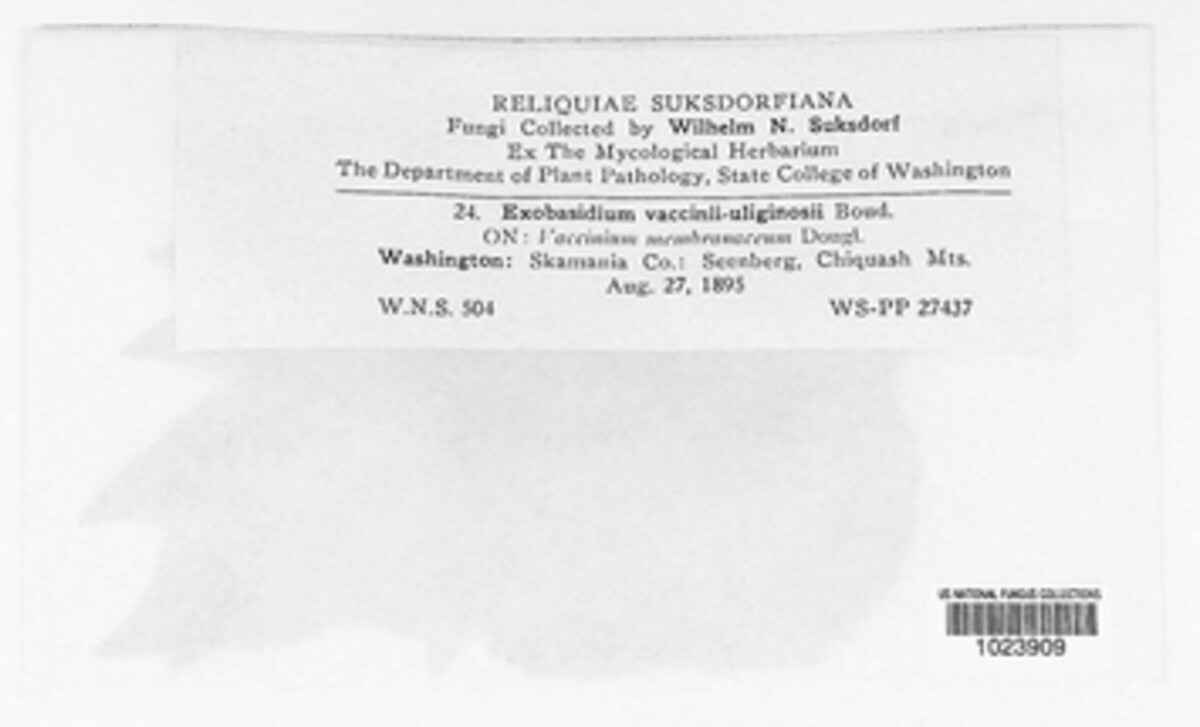 RELIQUIAE SUKSDORFIANA
Fungi Collected by Wilhelm N. Suksdorf
Ex The Mycological Herbarium
The Department of Plant Pathology, State College of Washington
24. Exobasidium vaccinii-uliginosii Boud.
ON: Vaccinium membranaceum Dougl.
Washington: Skamania Co.: Seenberg, Chiquash Mts.
Aug. 27, 1895
W.N.S. 504 WS-PP 27437
US NATIONAL FUNGUS COLLECTIONS
1023909